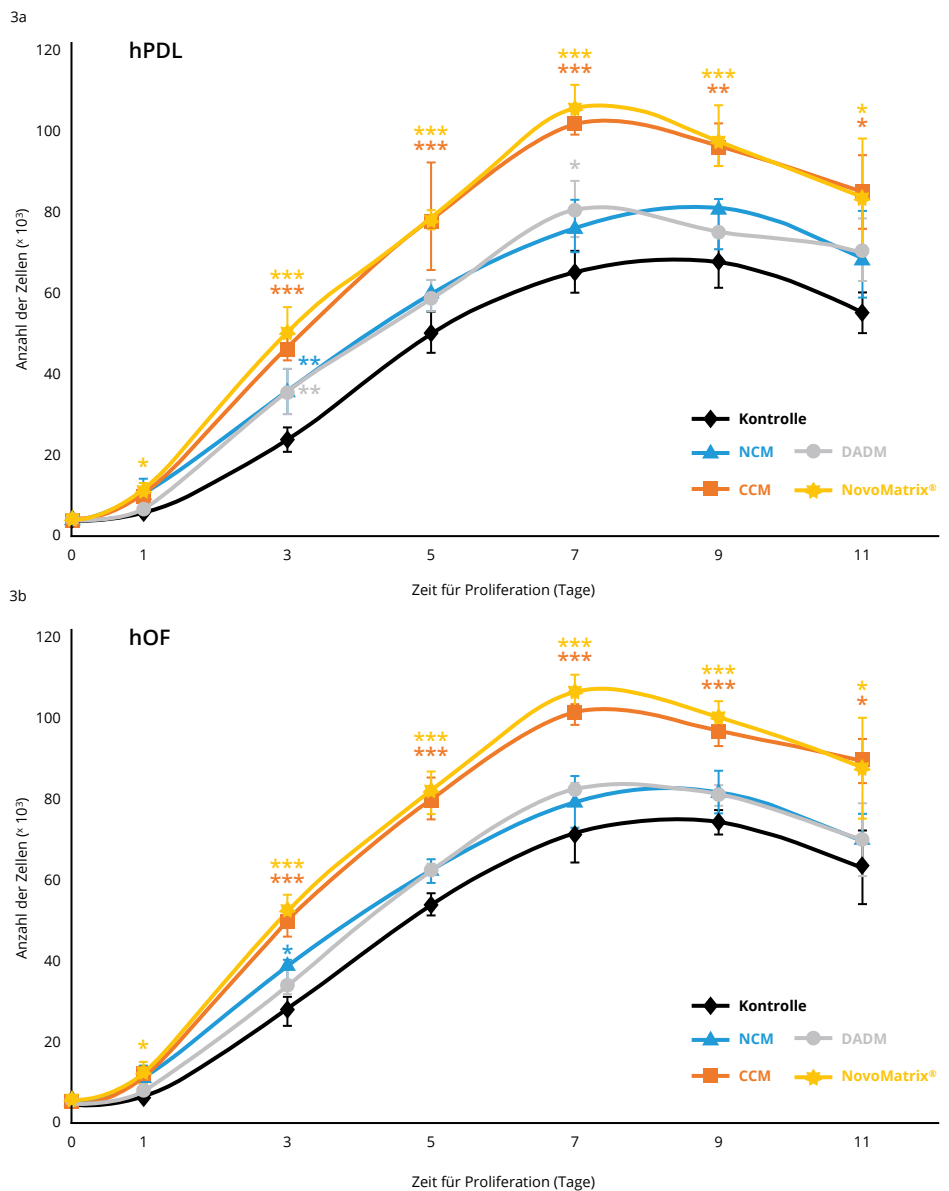 3a
hPDL
120
100
80
60
40
20
0
Anzahl der Zellen (x 10³)
***
***
***
***
**
*
*
***
***
*
***
***
**
**
*
Kontrolle
NCM DADM
CCM NovoMatrix®
0 1 3 5 7 9 11
Zeit für Proliferation (Tage)
3b
hOF
120
100
80
60
40
20
0
Anzahl der Zellen (x 10³)
***
***
***
***
*
*
***
***
***
***
*
*
Kontrolle
NCM DADM
CCM NovoMatrix®
0 1 3 5 7 9 11
Zeit für Proliferation (Tage)